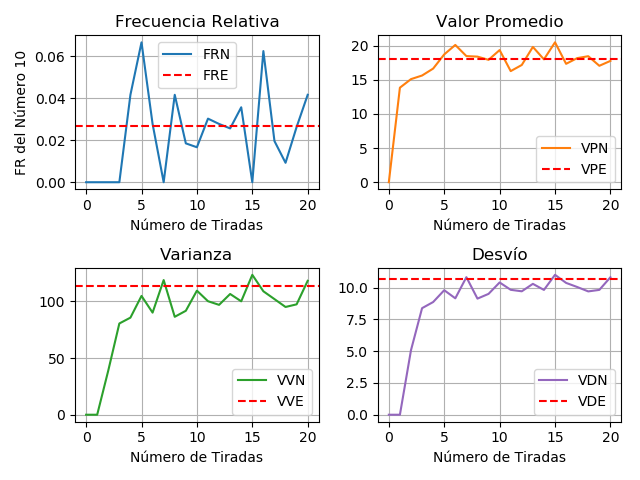 Frecuencia Relativa
FR del Número 10
0.06
0.04
0.02
0.00
FRN
FRE
0 5 10 15 20
Número de Tiradas
Valor Promedio
20
15
10
5
0
VPN
VPE
0 5 10 15 20
Número de Tiradas
Varianza
100
50
0
VVN
VVE
0 5 10 15 20
Número de Tiradas
Desvío
10.0
7.5
5.0
2.5
0.0
VDN
VDE
0 5 10 15 20
Número de Tiradas